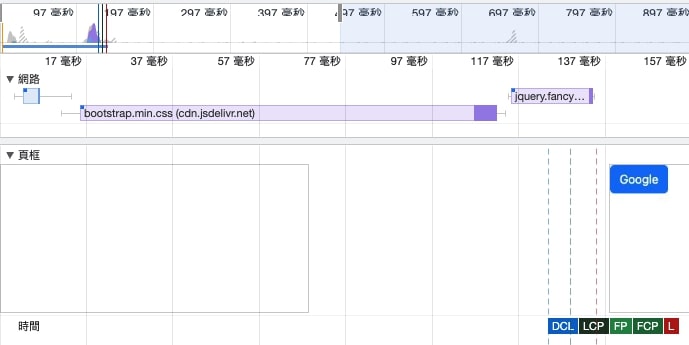 97 毫秒 197 毫秒 297 毫秒 397 毫秒 497 毫秒 597 毫秒 697 毫秒 797 毫秒 897 毫秒
17 毫秒 37 毫秒 57 毫秒 77 毫秒 97 毫秒 117 毫秒 137 毫秒 157 毫秒
▼ 網路
jquery.fancy…
bootstrap.min.css (cdn.jsdelivr.net)
▼ 頁框
Google
時間 DCL LCP FP FCP L